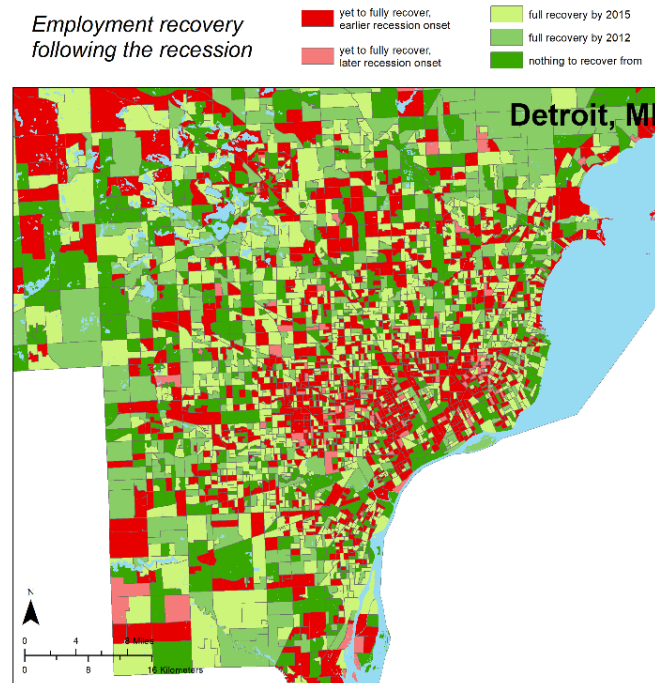 Employment recovery
following the recession
yet to fully recover,
earlier recession onset
yet to fully recover,
later recession onset
full recovery by 2015
full recovery by 2012
nothing to recover from
Detroit, MI
N
0 4 8 Miles
0 8 16 Kilometers